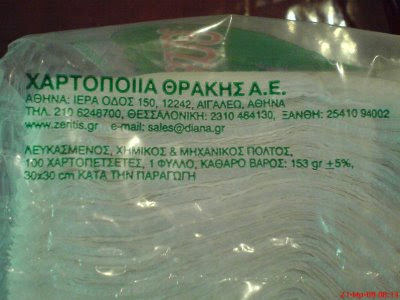 ΧΑΡΤΟΠΟΙΙΑ ΘΡΑΚΗΣ Α.Ε.
ΑΘΗΝΑ: ΙΕΡΑ ΟΔΟΣ 150, 12242, ΑΙΓΑΛΕΩ, ΑΘΗΝΑ
ΤΗΛ. 210 6248700, ΘΕΣΣΑΛΟΝΙΚΗ: 2310 464130, ΞΑΝΘΗ: 25410 94002
www.zeritis.gr e-mail: sales@diana.gr
ΛΕΥΚΑΣΜΕΝΟΣ, ΧΗΜΙΚΟΣ & ΜΗΧΑΝΙΚΟΣ ΠΟΛΤΟΣ,
100 ΧΑΡΤΟΠΕΤΣΕΤΕΣ, 1 ΦΥΛΛΟ, ΚΑΘΑΡΟ ΒΑΡΟΣ: 153 gr ±5%,
30x30 cm ΚΑΤΑ ΤΗΝ ΠΑΡΑΓΩΓΗ